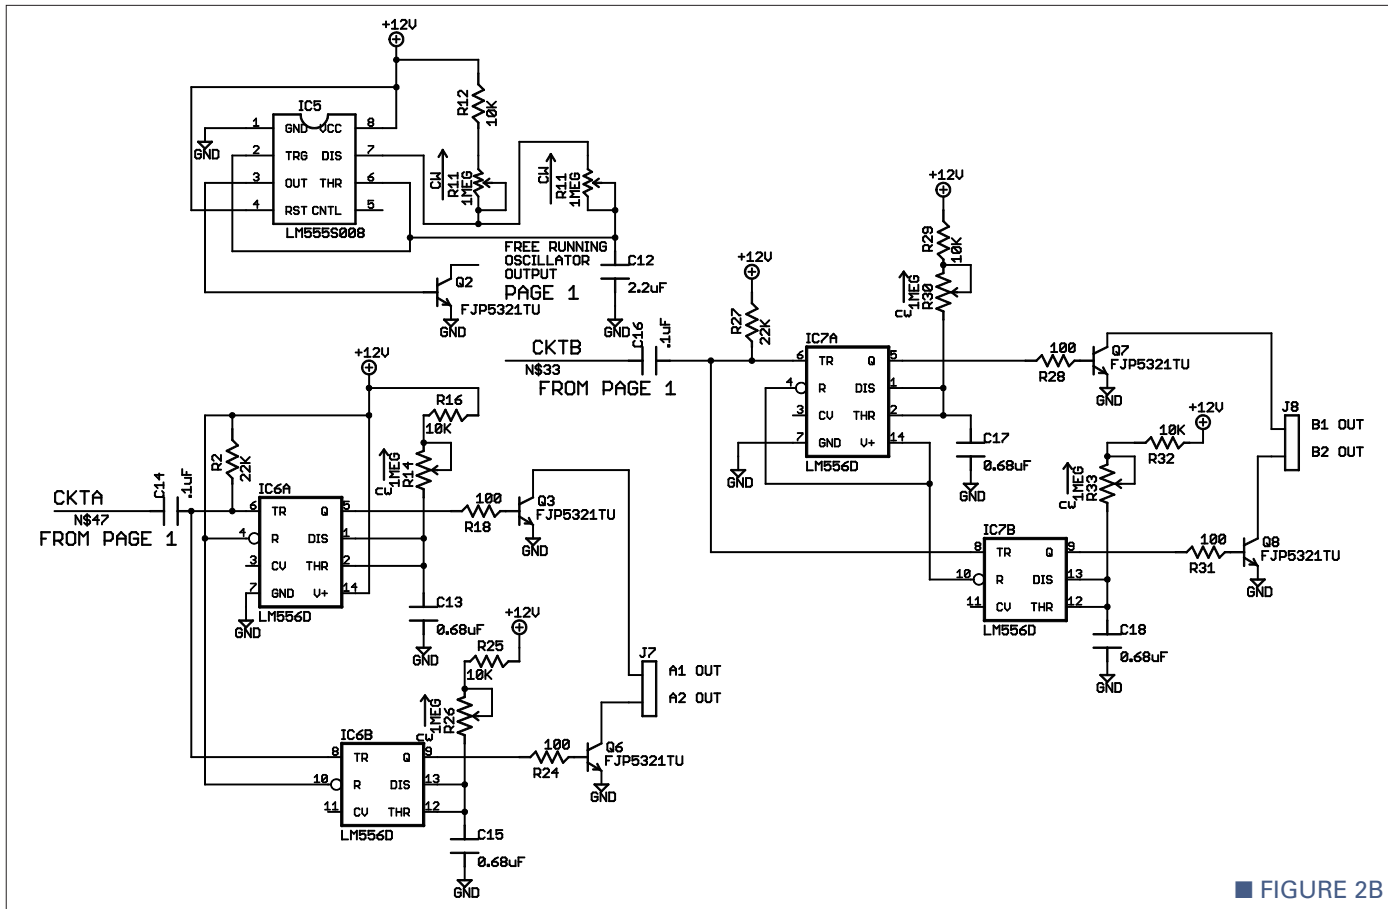 +12V
IC5
1 GND VCC 8
2 TRG DIS 7
3 OUT THR 6
4 RST CNTL 5
LM555S008
GND
R12
10K
CW
R11
1MEG
CW
R11
1MEG
FREE RUNNING
OSCILLATOR
OUTPUT
PAGE 1
C12
2.2uF
GND
Q2
FJP5321TU
GND
CKTB
N$33
FROM PAGE 1
C16
.1uF
+12V
R27
22K
+12V
R29
10K
CW
1MEG
R30
IC7A
6 TR Q 5
4 R DIS 1
3 CV THR 2
7 GND V+ 14
LM556D
GND
C17
0.68uF
GND
100
R28
Q7
FJP5321TU
GND
J8
B1 OUT
B2 OUT
+12V
10K
R32
CW
1MEG
R33
IC7B
8 TR Q 9
10 R DIS 13
11 CV THR 12
LM556D
100
R31
Q8
FJP5321TU
GND
C18
0.68uF
GND
+12V
R16
10K
CW
1MEG
R14
R2
22K
CKTA
N$47
FROM PAGE 1
C14
.1uF
IC6A
6 TR Q 5
4 R DIS 1
3 CV THR 2
7 GND V+ 14
LM556D
GND
100
R18
Q3
FJP5321TU
GND
C13
0.68uF
GND
+12V
R25
10K
CW
1MEG
R26
J7
A1 OUT
A2 OUT
IC6B
8 TR Q 9
10 R DIS 13
11 CV THR 12
LM556D
100
R24
Q6
FJP5321TU
GND
C15
0.68uF
GND
FIGURE 2B